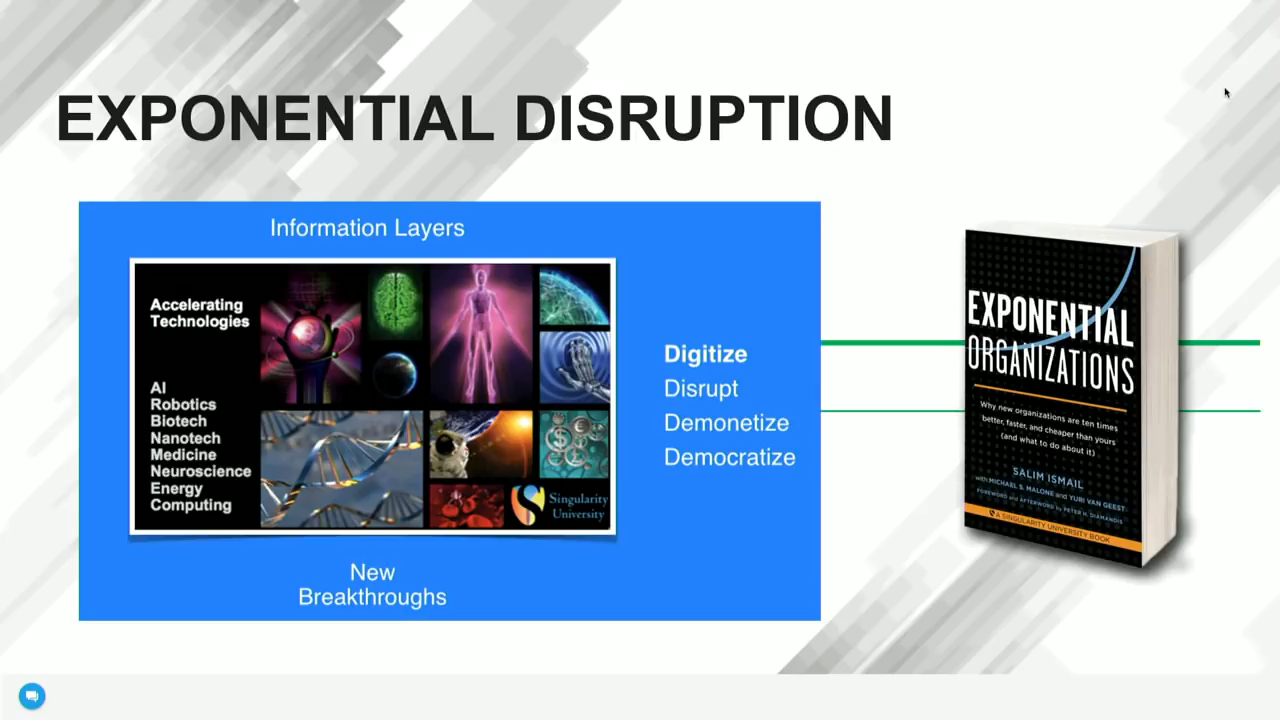 EXPONENTIAL DISRUPTION
Information Layers
Accelerating
Technologies
AI
Robotics
Biotech
Nanotech
Medicine
Neuroscience
Energy
Computing
Singularity
University
New
Breakthroughs
Digitize
Disrupt
Demonetize
Democratize
EXPONENTIAL
ORGANIZATIONS
Why new organizations are ten times
better, faster, and cheaper than yours
(and what to do about it)
SALIM ISMAIL
with MICHAEL S. MALONE and YURI VAN GEEST
FOREWORD and AFTERWORD by PETER H. DIAMANDIS
A SINGULARITY UNIVERSITY BOOK